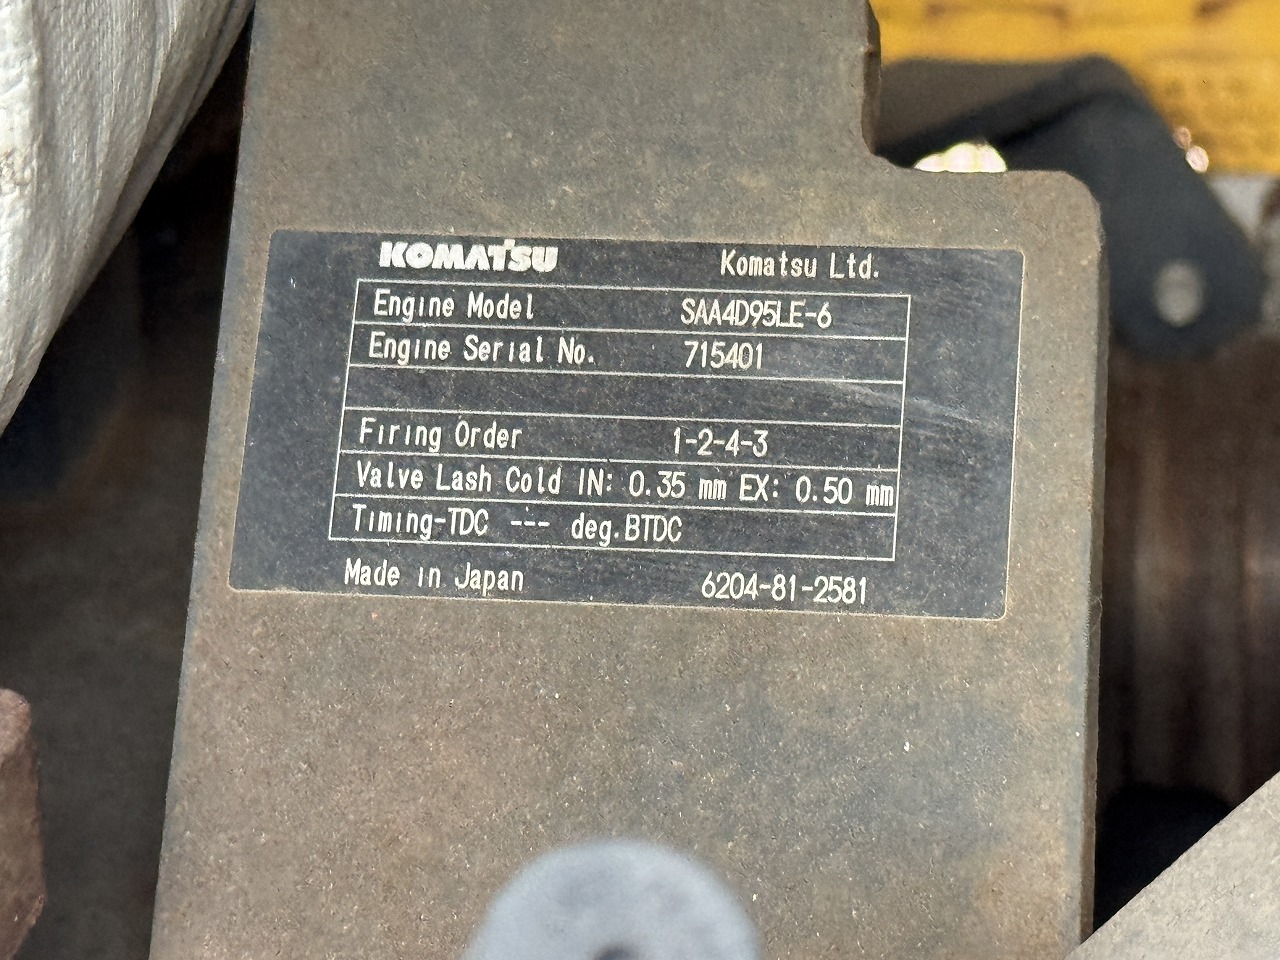 KOMATSU Komatsu Ltd.
Engine Model SAA4D95LE-6
Engine Serial No. 715401
Firing Order 1-2-4-3
Valve Lash Cold IN: 0.35 mm EX: 0.50 mm
Timing-TDC --- deg.BTDC
Made in Japan 6204-81-2581